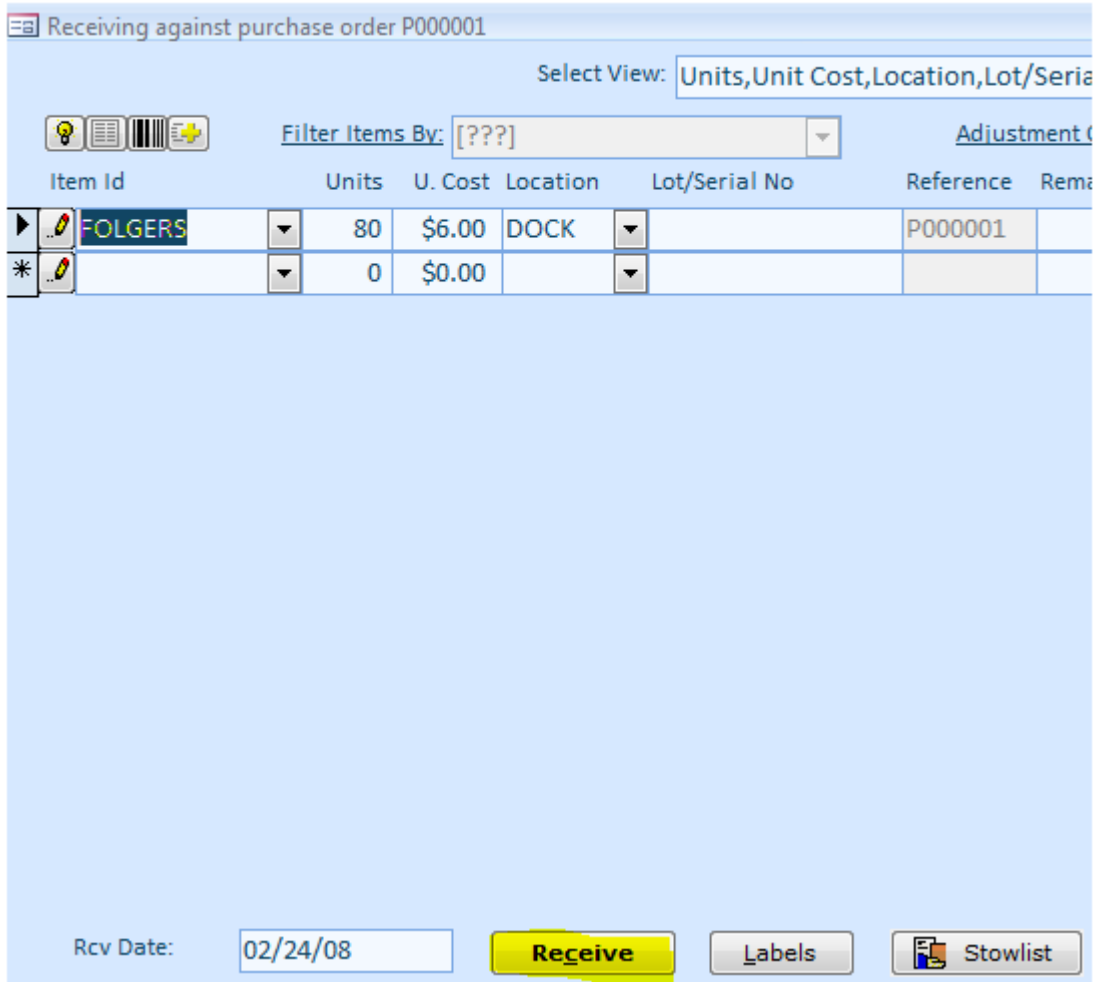 Receiving against purchase order P000001
Select View: Units,Unit Cost,Location,Lot/Seria
Filter Items By: [???] Adjustment
Item Id Units U. Cost Location Lot/Serial No Reference Rema
FOLGERS 80 $6.00 DOCK P000001
0 $0.00
Rcv Date: 02/24/08 Receive Labels Stowlist